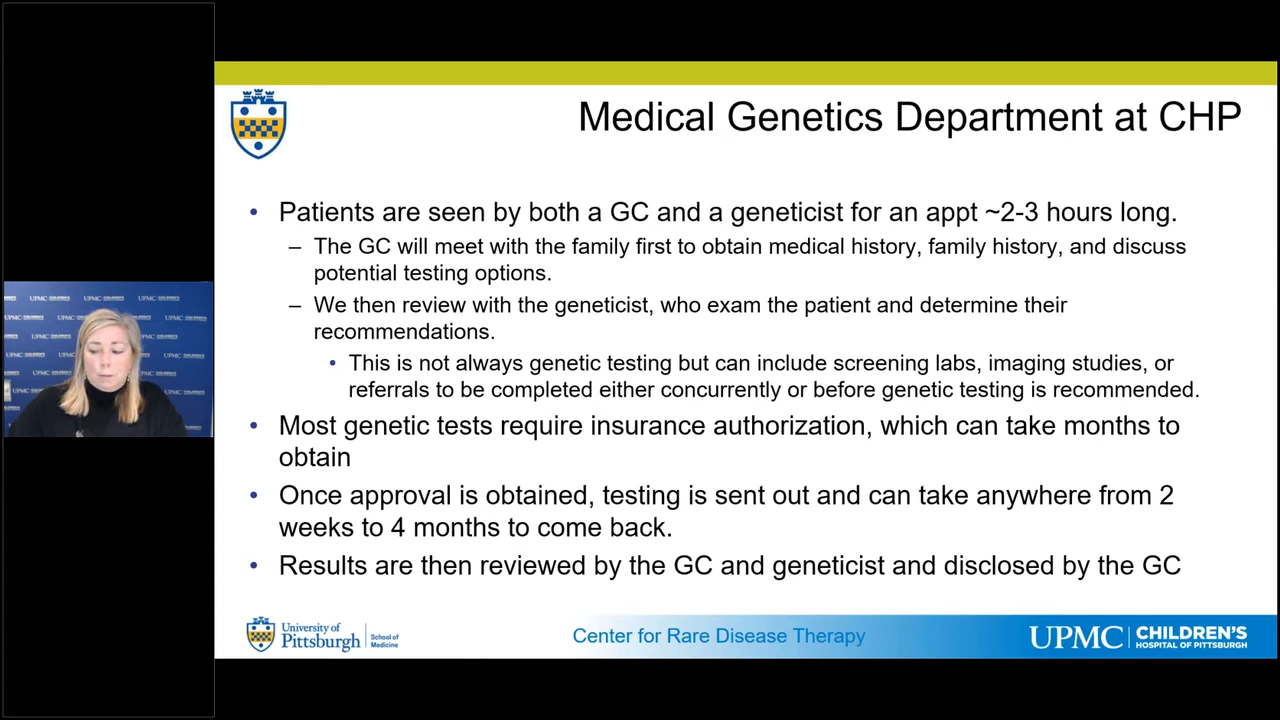 Medical Genetics Department at CHP
• Patients are seen by both a GC and a geneticist for an appt ~2-3 hours long.
– The GC will meet with the family first to obtain medical history, family history, and discuss
potential testing options.
– We then review with the geneticist, who exam the patient and determine their
recommendations.
• This is not always genetic testing but can include screening labs, imaging studies, or
referrals to be completed either concurrently or before genetic testing is recommended.
• Most genetic tests require insurance authorization, which can take months to
obtain
• Once approval is obtained, testing is sent out and can take anywhere from 2
weeks to 4 months to come back.
• Results are then reviewed by the GC and geneticist and disclosed by the GC
University of
Pittsburgh
School of
Medicine
Center for Rare Disease Therapy
UPMC
CHILDREN'S
HOSPITAL OF PITTSBURGH